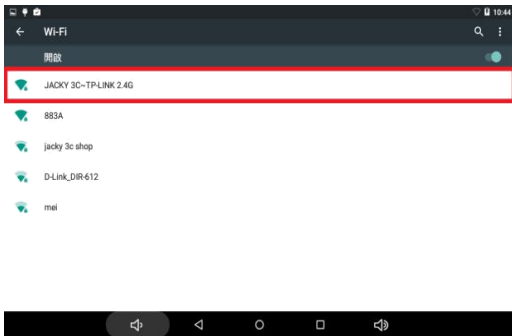 10:44
Wi-Fi
開啟
JACKY 3C~TP-LINK 2.4G
883A
jacky 3c shop
D-Link_DIR-612
mei